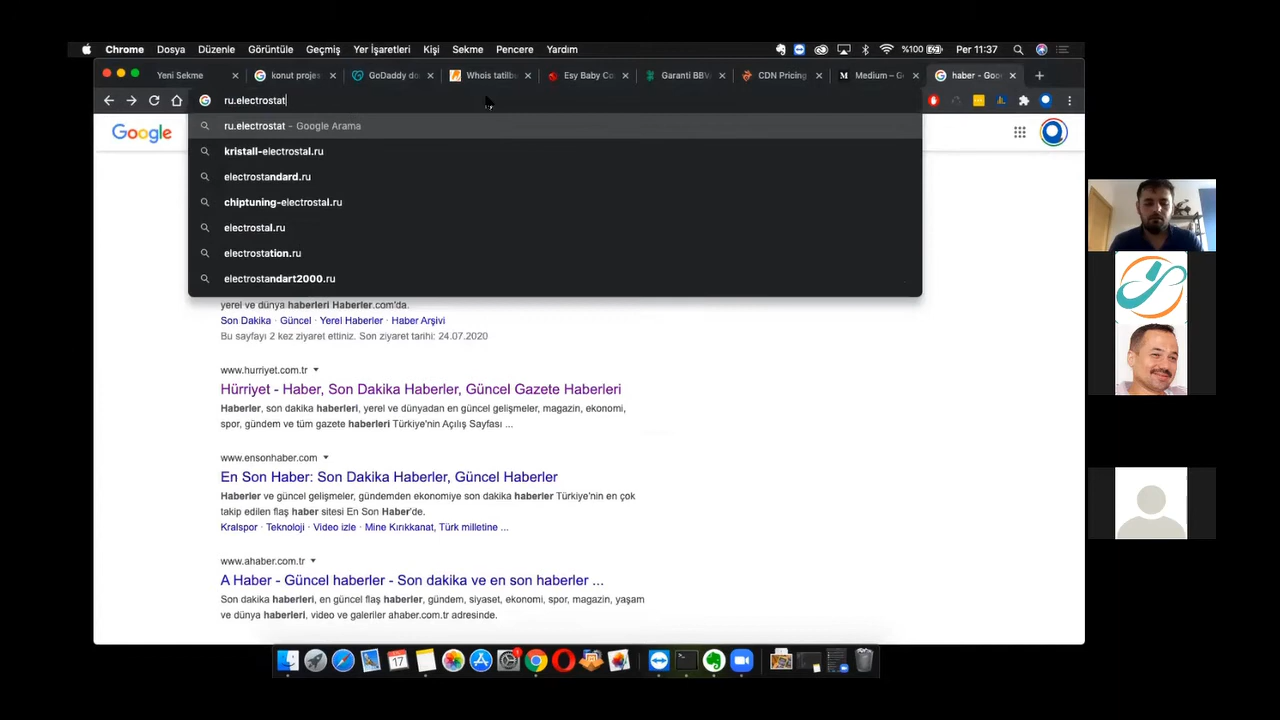 Chrome Dosya Düzenle Görüntüle Geçmiş Yer İşaretleri Kişi Sekme Pencere Yardım %100 Per 11:37
Yeni Sekme konut projes GoDaddy do Whois tatilb Esy Baby Co Garanti BBV CDN Pricing Medium – G haber - Goo
ru.electrostat
ru.electrostat – Google Arama
kristall-electrostal.ru
electrostandard.ru
chiptuning-electrostal.ru
electrostal.ru
electrostation.ru
electrostandart2000.ru
Google
yerel ve dünya haberleri Haberler.com'da.
Son Dakika · Güncel · Yerel Haberler · Haber Arşivi
Bu sayfayı 2 kez ziyaret ettiniz. Son ziyaret tarihi: 24.07.2020
www.hurriyet.com.tr
Hürriyet - Haber, Son Dakika Haberler, Güncel Gazete Haberleri
Haberler, son dakika haberleri, yerel ve dünyadan en güncel gelişmeler, magazin, ekonomi,
spor, gündem ve tüm gazete haberleri Türkiye'nin Açılış Sayfası ...
www.ensonhaber.com
En Son Haber: Son Dakika Haberler, Güncel Haberler
Haberler ve güncel gelişmeler, gündemden ekonomiye son dakika haberler Türkiye'nin en çok
takip edilen flaş haber sitesi En Son Haber'de.
Kralspor · Teknoloji · Video izle · Mine Kırıkkanat, Türk milletine ...
www.ahaber.com.tr
A Haber - Güncel haberler - Son dakika ve en son haberler ...
Son dakika haberleri, en güncel flaş haberler, gündem, siyaset, ekonomi, spor, magazin, yaşam
ve dünya haberleri, video ve galeriler ahaber.com.tr adresinde.
17